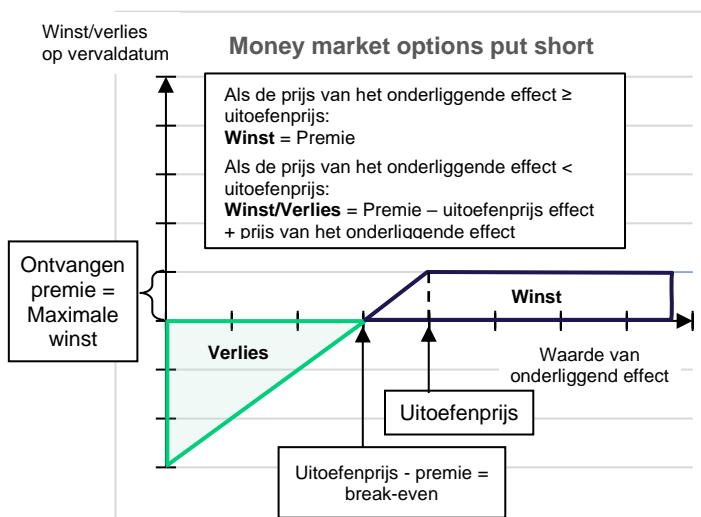 Winst/verlies
op vervaldatum
Money market options put short
Als de prijs van het onderliggende effect ≥
uitoefenprijs:
Winst = Premie
Als de prijs van het onderliggende effect <
uitoefenprijs:
Winst/Verlies = Premie – uitoefenprijs effect
+ prijs van het onderliggende effect
Ontvangen
premie =
Maximale
winst
Winst
Verlies
Waarde van
onderliggend effect
Uitoefenprijs
Uitoefenprijs - premie =
break-even